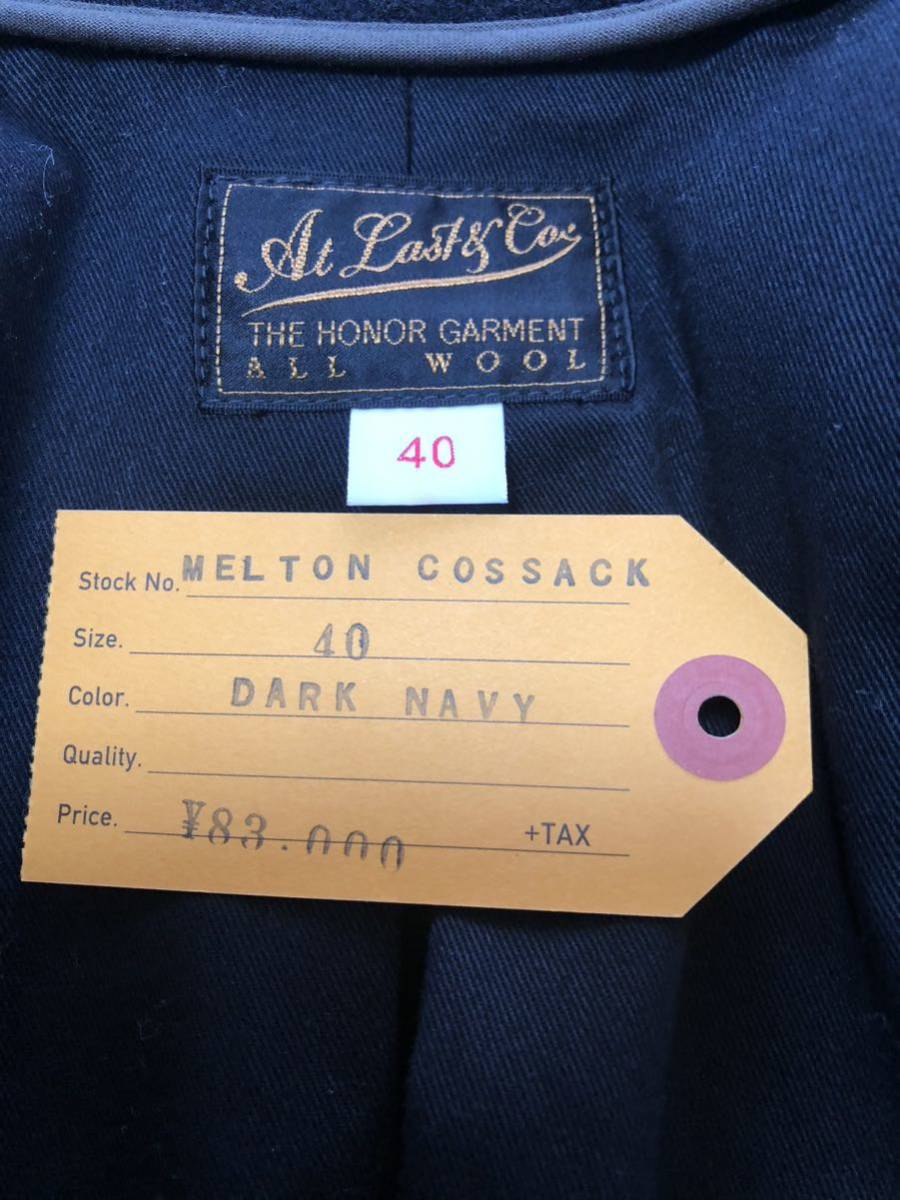 At Last & Co.
THE HONOR GARMENT
ALL WOOL
40
Stock No. MELTON COSSACK
Size. 40
Color. DARK NAVY
Quality.
Price. ¥83.000 +TAX